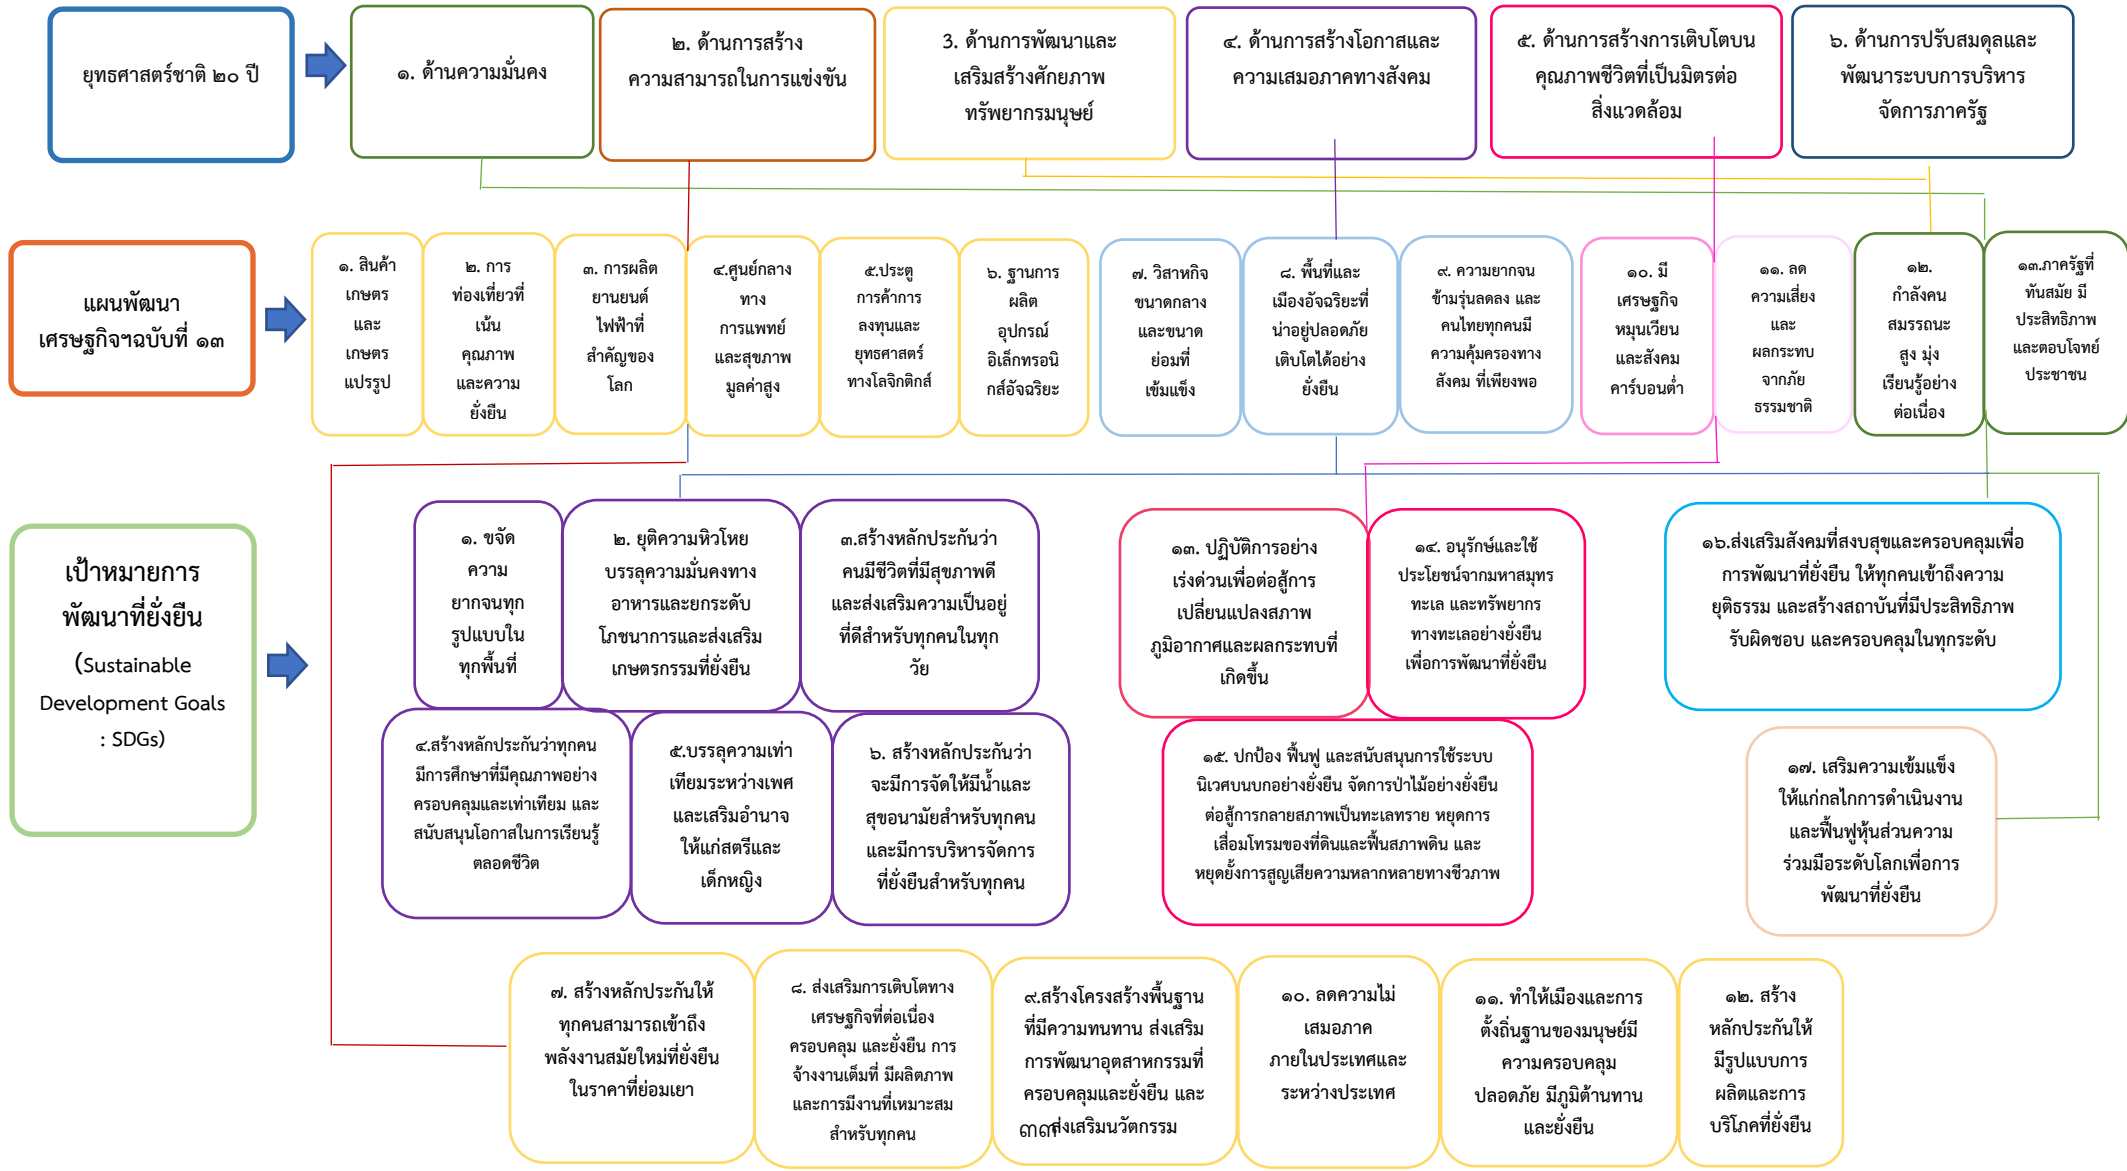 ยุทธศาสตร์ชาติ ๒๐ ปี
๑. ด้านความมั่นคง
๒. ด้านการสร้าง
ความสามารถในการแข่งขัน
3. ด้านการพัฒนาและ
เสริมสร้างศักยภาพ
ทรัพยากรมนุษย์
๔. ด้านการสร้างโอกาสและ
ความเสมอภาคทางสังคม
๕. ด้านการสร้างการเติบโตบน
คุณภาพชีวิตที่เป็นมิตรต่อ
สิ่งแวดล้อม
๖. ด้านการปรับสมดุลและ
พัฒนาระบบการบริหาร
จัดการภาครัฐ
แผนพัฒนา
เศรษฐกิจฯฉบับที่ ๑๓
๑. สินค้า
เกษตร
และ
เกษตร
แปรรูป
๒. การ
ท่องเที่ยวที่
เน้น
คุณภาพ
และความ
ยั่งยืน
๓. การผลิต
ยานยนต์
ไฟฟ้าที่
สำคัญของ
โลก
๔.ศูนย์กลาง
ทาง
การแพทย์
และสุขภาพ
มูลค่าสูง
๕.ประตู
การค้าการ
ลงทุนและ
ยุทธศาสตร์
ทางโลจิกติกส์
๖. ฐานการ
ผลิต
อุปกรณ์
อิเล็กทรอนิ
กส์อัจฉริยะ
๗. วิสาหกิจ
ขนาดกลาง
และขนาด
ย่อมที่
เข้มแข็ง
๘. พื้นที่และ
เมืองอัจฉริยะที่
น่าอยู่ปลอดภัย
เติบโตได้อย่าง
ยั่งยืน
๙. ความยากจน
ข้ามรุ่นลดลง และ
คนไทยทุกคนมี
ความคุ้มครองทาง
สังคม ที่เพียงพอ
๑๐. มี
เศรษฐกิจ
หมุนเวียน
และสังคม
คาร์บอนต่ำ
๑๑. ลด
ความเสี่ยง
และ
ผลกระทบ
จากภัย
ธรรมชาติ
๑๒.
กำลังคน
สมรรถนะ
สูง มุ่ง
เรียนรู้อย่าง
ต่อเนื่อง
๑๓.ภาครัฐที่
ทันสมัย มี
ประสิทธิภาพ
และตอบโจทย์
ประชาชน
เป้าหมายการ
พัฒนาที่ยั่งยืน
(Sustainable
Development Goals
: SDGs)
๑. ขจัด
ความ
ยากจนทุก
รูปแบบใน
ทุกพื้นที่
๒. ยุติความหิวโหย
บรรลุความมั่นคงทาง
อาหารและยกระดับ
โภชนาการและส่งเสริม
เกษตรกรรมที่ยั่งยืน
๓.สร้างหลักประกันว่า
คนมีชีวิตที่มีสุขภาพดี
และส่งเสริมความเป็นอยู่
ที่ดีสำหรับทุกคนในทุก
วัย
๑๓. ปฏิบัติการอย่าง
เร่งด่วนเพื่อต่อสู้การ
เปลี่ยนแปลงสภาพ
ภูมิอากาศและผลกระทบที่
เกิดขึ้น
๑๔. อนุรักษ์และใช้
ประโยชน์จากมหาสมุทร
ทะเล และทรัพยากร
ทางทะเลอย่างยั่งยืน
เพื่อการพัฒนาที่ยั่งยืน
๑๖.ส่งเสริมสังคมที่สงบสุขและครอบคลุมเพื่อ
การพัฒนาที่ยั่งยืน ให้ทุกคนเข้าถึงความ
ยุติธรรม และสร้างสถาบันที่มีประสิทธิภาพ
รับผิดชอบ และครอบคลุมในทุกระดับ
๔.สร้างหลักประกันว่าทุกคน
มีการศึกษาที่มีคุณภาพอย่าง
ครอบคลุมและเท่าเทียม และ
สนับสนุนโอกาสในการเรียนรู้
ตลอดชีวิต
๕.บรรลุความเท่า
เทียมระหว่างเพศ
และเสริมอำนาจ
ให้แก่สตรีและ
เด็กหญิง
๖. สร้างหลักประกันว่า
จะมีการจัดให้มีน้ำและ
สุขอนามัยสำหรับทุกคน
และมีการบริหารจัดการ
ที่ยั่งยืนสำหรับทุกคน
๑๕. ปกป้อง ฟื้นฟู และสนับสนุนการใช้ระบบ
นิเวศบนบกอย่างยั่งยืน จัดการป่าไม้อย่างยั่งยืน
ต่อสู้การกลายสภาพเป็นทะเลทราย หยุดการ
เสื่อมโทรมของที่ดินและฟื้นสภาพดิน และ
หยุดยั้งการสูญเสียความหลากหลายทางชีวภาพ
๑๗. เสริมความเข้มแข็ง
ให้แก่กลไกการดำเนินงาน
และฟื้นฟูหุ้นส่วนความ
ร่วมมือระดับโลกเพื่อการ
พัฒนาที่ยั่งยืน
๗. สร้างหลักประกันให้
ทุกคนสามารถเข้าถึง
พลังงานสมัยใหม่ที่ยั่งยืน
ในราคาที่ย่อมเยา
๘. ส่งเสริมการเติบโตทาง
เศรษฐกิจที่ต่อเนื่อง
ครอบคลุม และยั่งยืน การ
จ้างงานเต็มที่ มีผลิตภาพ
และการมีงานที่เหมาะสม
สำหรับทุกคน
๙.สร้างโครงสร้างพื้นฐาน
ที่มีความทนทาน ส่งเสริม
การพัฒนาอุตสาหกรรมที่
ครอบคลุมและยั่งยืน และ
ส่งเสริมนวัตกรรม
๑๐. ลดความไม่
เสมอภาค
ภายในประเทศและ
ระหว่างประเทศ
๑๑. ทำให้เมืองและการ
ตั้งถิ่นฐานของมนุษย์มี
ความครอบคลุม
ปลอดภัย มีภูมิต้านทาน
และยั่งยืน
๑๒. สร้าง
หลักประกันให้
มีรูปแบบการ
ผลิตและการ
บริโภคที่ยั่งยืน
๓๓